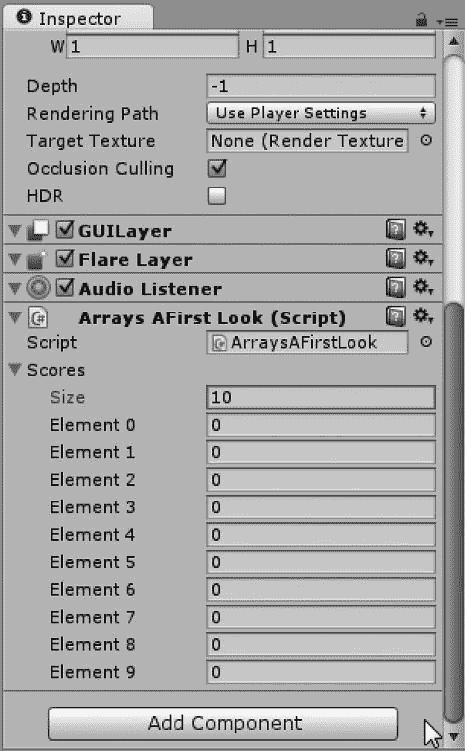 Inspector
W 1 H 1
Depth -1
Rendering Path Use Player Settings
Target Texture None (Render Texture
Occlusion Culling
HDR
GUILayer
Flare Layer
Audio Listener
Arrays AFirst Look (Script)
Script ArraysAFirstLook
Scores
Size 10
Element 0 0
Element 1 0
Element 2 0
Element 3 0
Element 4 0
Element 5 0
Element 6 0
Element 7 0
Element 8 0
Element 9 0
Add Component